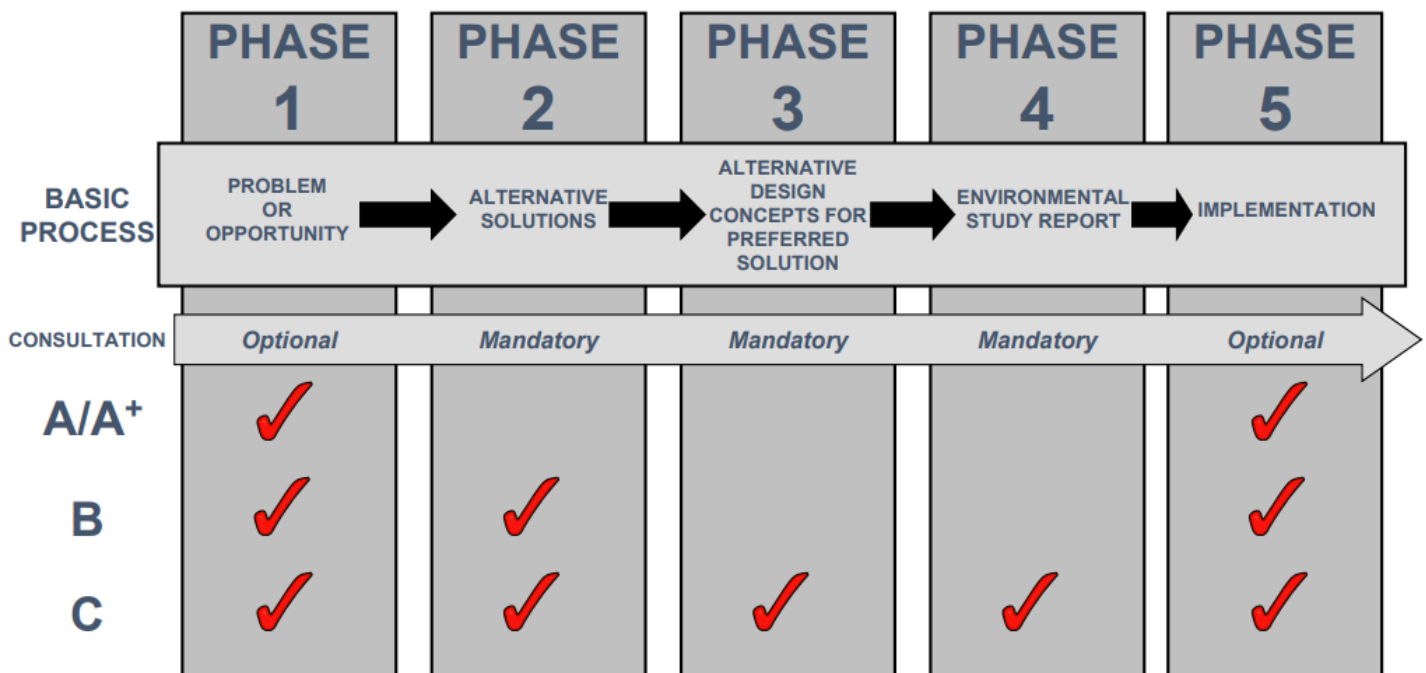 PHASE
1
PHASE
2
PHASE
3
PHASE
4
PHASE
5
BASIC
PROCESS
PROBLEM
OR
OPPORTUNITY
ALTERNATIVE
SOLUTIONS
ALTERNATIVE
DESIGN
CONCEPTS FOR
PREFERRED
SOLUTION
ENVIRONMENTAL
STUDY REPORT
IMPLEMENTATION
CONSULTATION
Optional
Mandatory
Mandatory
Mandatory
Optional
A/A+
B
C